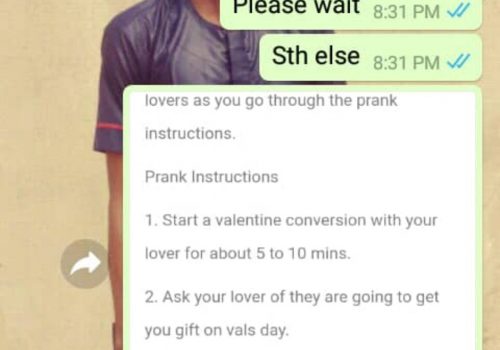 Please wait 8:31 PM
Sth else 8:31 PM
lovers as you go through the prank
instructions.
Prank Instructions
1. Start a valentine conversion with your
lover for about 5 to 10 mins.
2. Ask your lover of they are going to get
you gift on vals day.